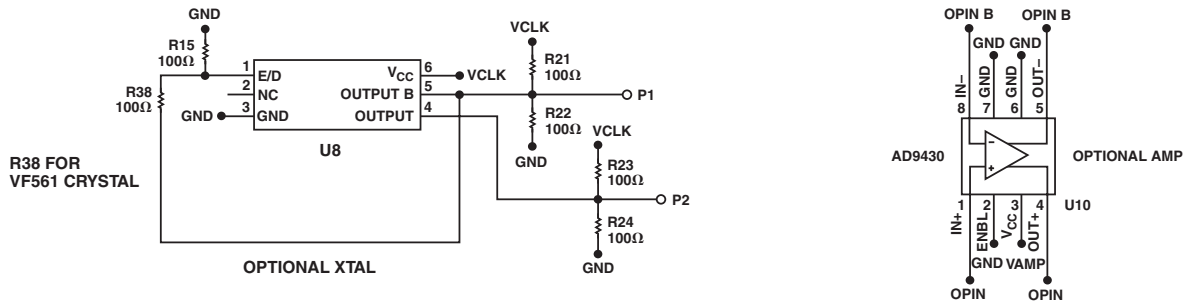 GND
R15
100Ω
R38
100Ω
1
E/D
2
NC
3
GND
GND
VCC
6
VCLK
OUTPUT B
5
OUTPUT
4
U8
VCLK
R21
100Ω
P1
R22
100Ω
GND
VCLK
R23
100Ω
P2
R24
100Ω
GND
R38 FOR
VF561 CRYSTAL
OPTIONAL XTAL
OPIN B
OPIN B
GND
GND
IN–
GND
GND
OUT–
8
7
6
5
AD9430
OPTIONAL AMP
–
+
1
2
3
4
U10
IN+
ENBL
VCC
OUT+
GND
VAMP
OPIN
OPIN